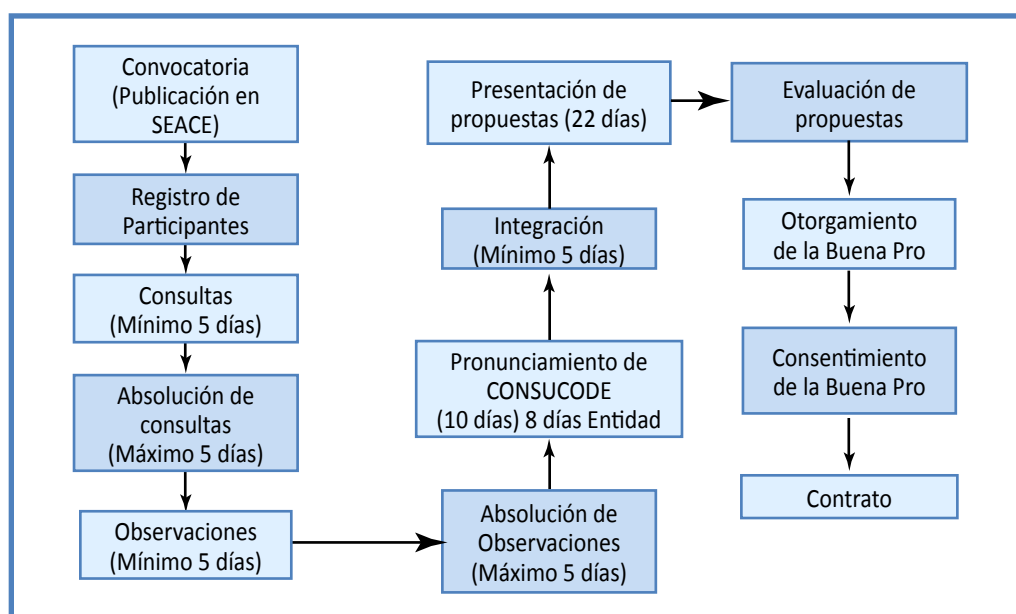 Convocatoria
(Publicación en
SEACE)
Registro de
Participantes
Consultas
(Mínimo 5 días)
Absolución de
consultas
(Máximo 5 días)
Observaciones
(Mínimo 5 días)
Absolución de
Observaciones
(Máximo 5 días)
Pronunciamiento de
CONSUCODE
(10 días) 8 días Entidad
Integración
(Mínimo 5 días)
Presentación de
propuestas (22 días)
Evaluación de
propuestas
Otorgamiento
de la Buena Pro
Consentimiento
de la Buena Pro
Contrato